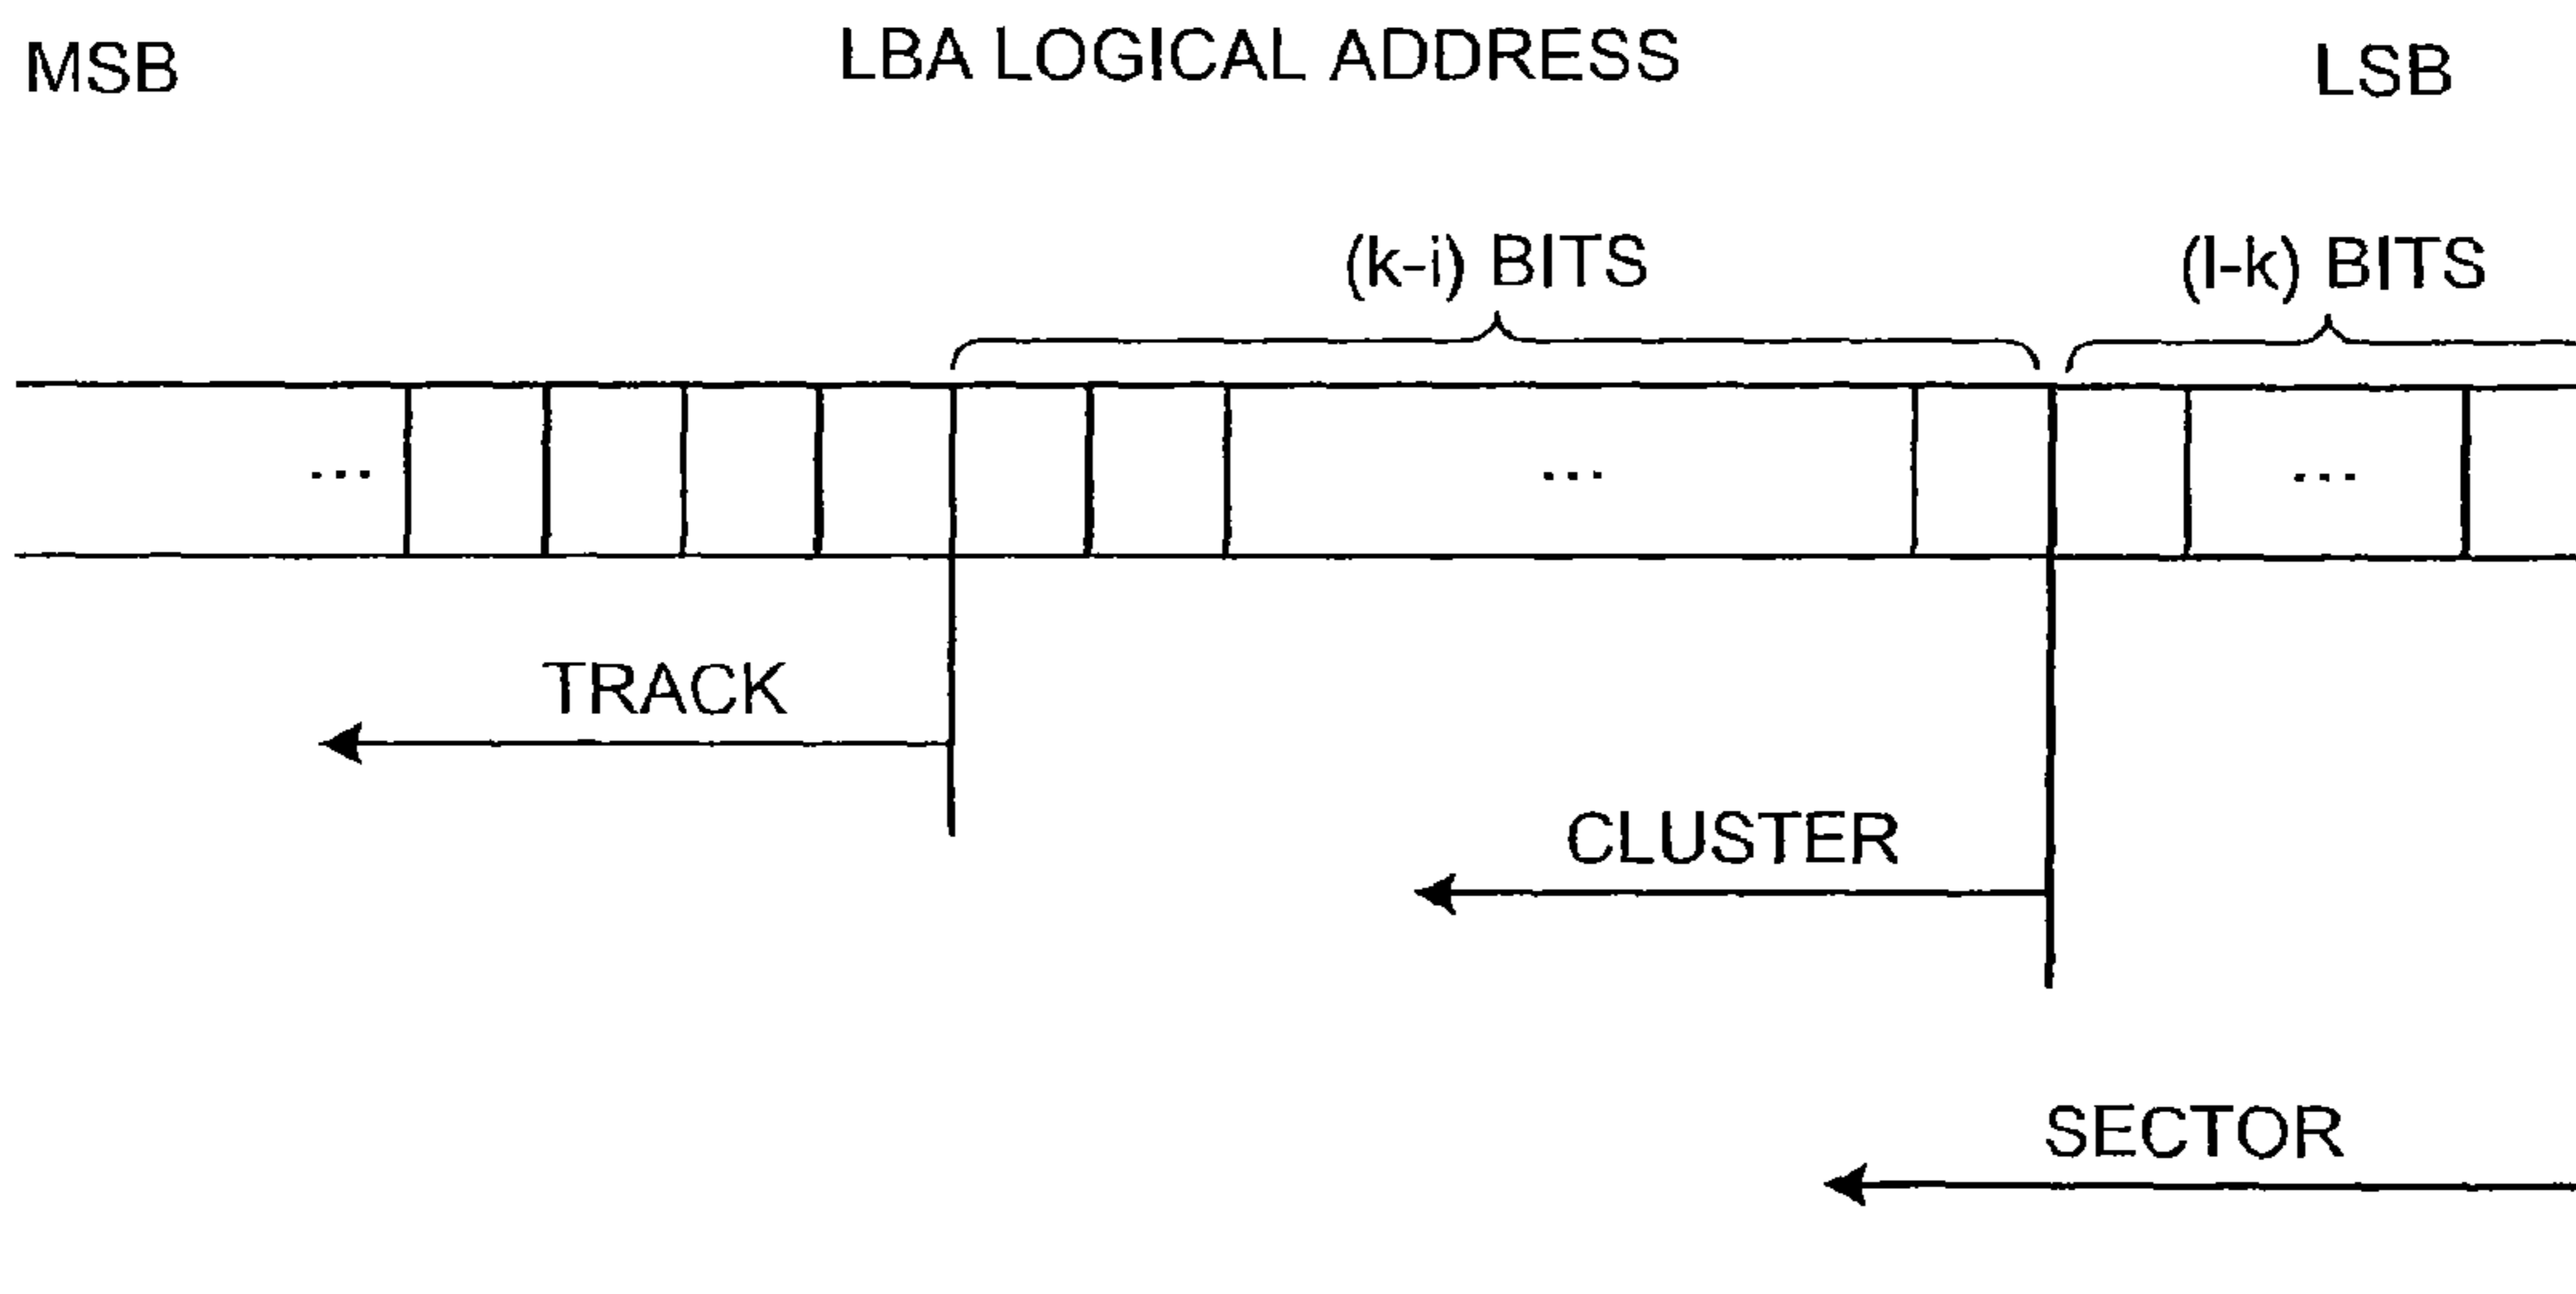 MSB LBA LOGICAL ADDRESS LSB
(k-i) BITS (l-k) BITS
... ... ...
TRACK
CLUSTER
SECTOR